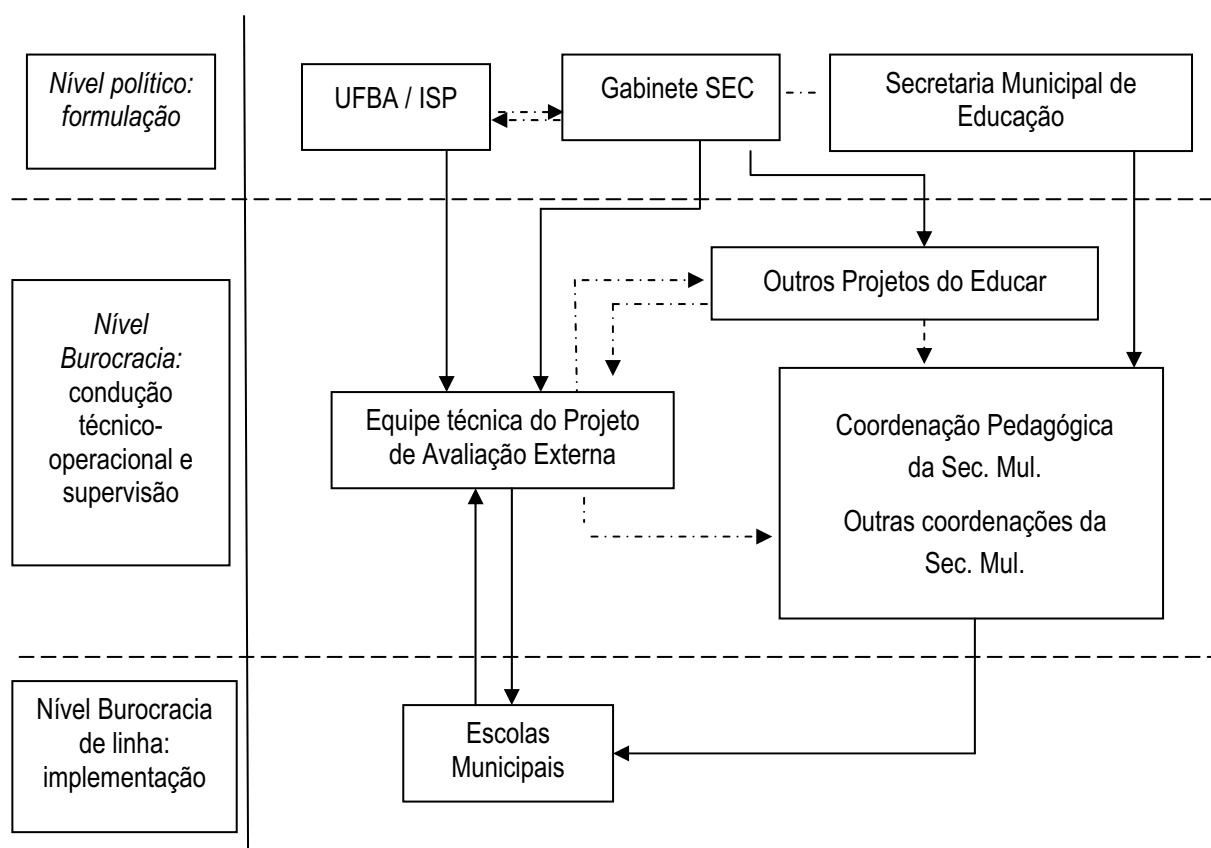 Nível político:
formulação
UFBA / ISP
Gabinete SEC
Secretaria Municipal de
Educação
Outros Projetos do Educar
Nível
Burocracia:
condução
técnico-
operacional e
supervisão
Equipe técnica do Projeto
de Avaliação Externa
Coordenação Pedagógica
da Sec. Mul.
Outras coordenações da
Sec. Mul.
Nível Burocracia
de linha:
implementação
Escolas
Municipais